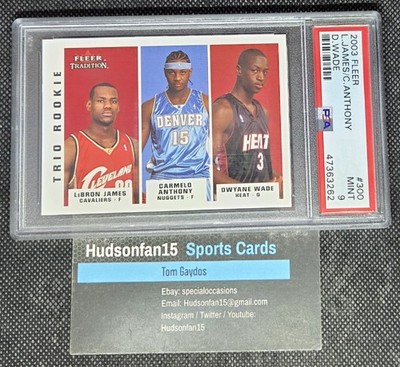 FLEER
TRADITION
TRIO ROOKIE
CLEVELAND
LeBRON JAMES
CAVALIERS - F
DENVER
15
CARMELO
ANTHONY
NUGGETS - F
HEAT
3
DWYANE WADE
HEAT - G
2003 FLEER
L.JAMES/C.ANTHONY
D.WADE
PSA
#300
MINT
9
47363262
Hudsonfan15 Sports Cards
Tom Gaydos
Ebay: specialoccasions
Email: Hudsonfan15@gmail.com
Instagram / Twitter / Youtube:
Hudsonfan15